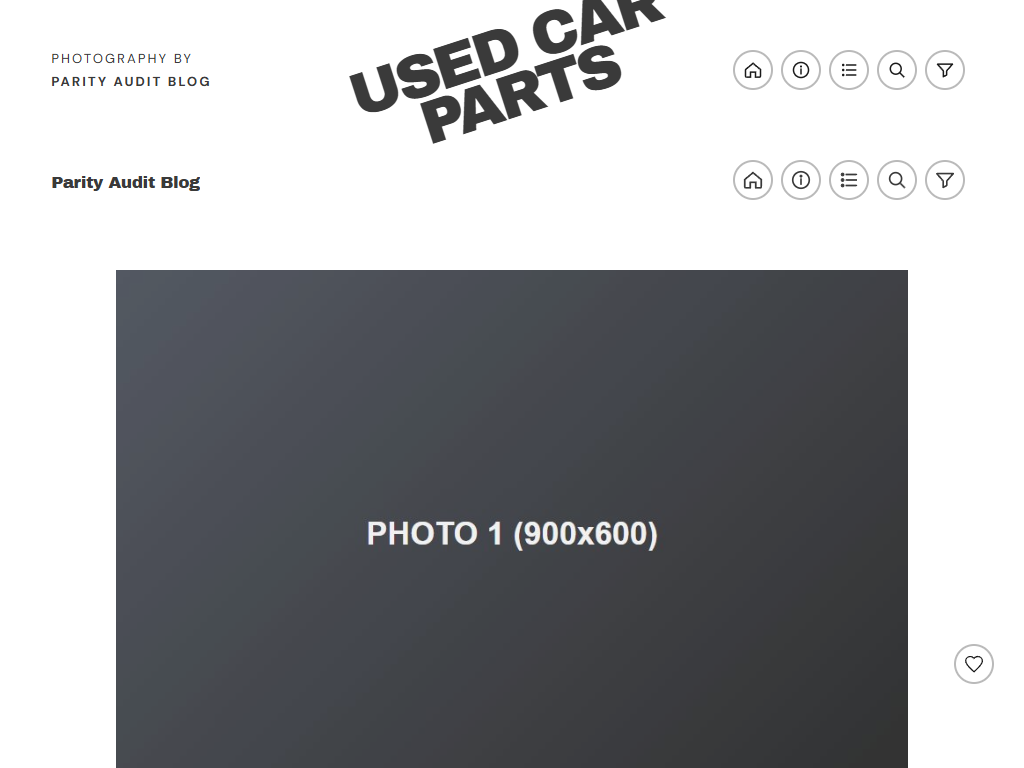 PHOTOGRAPHY BY
PARITY AUDIT BLOG
USED CAR
PARTS
Parity Audit Blog
PHOTO 1 (900x600)